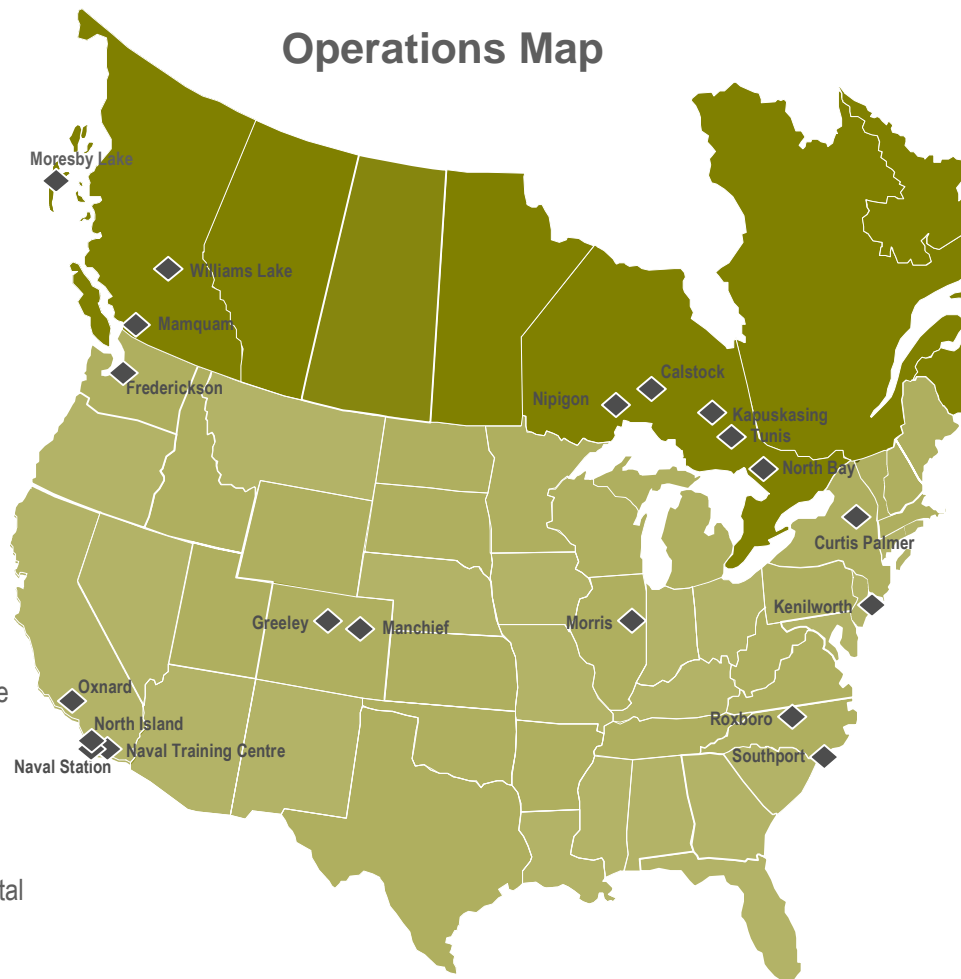 Operations Map
Moresby Lake
Williams Lake
Mamquam
Frederickson
Calstock
Nipigon
Kapuskasing
Tunis
North Bay
Curtis Palmer
Kenilworth
Greeley
Manchief
Morris
Oxnard
e
North Island
Roxboro
Naval Training Centre
Southport
Naval Station
tal